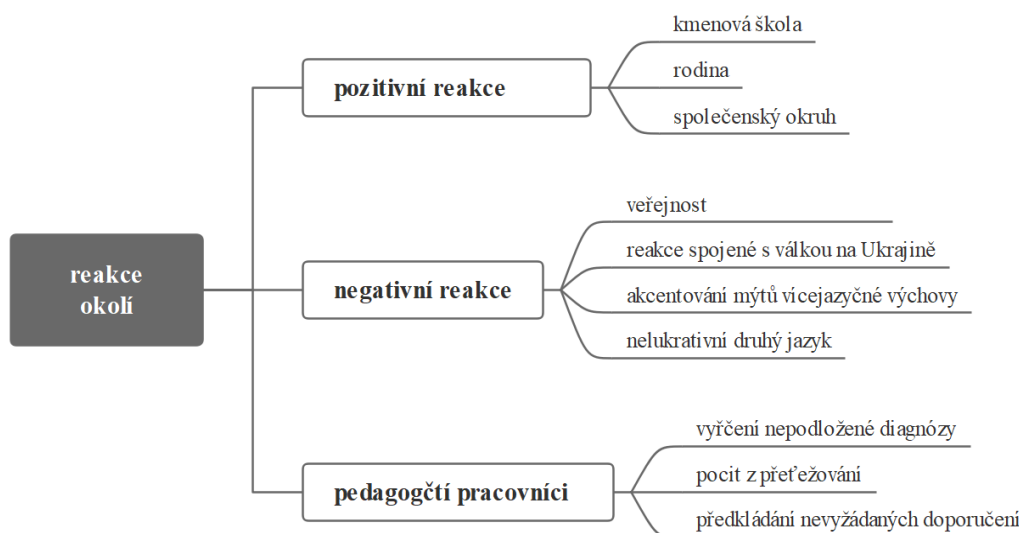 reakce
okolí
pozitivní reakce
kmenová škola
rodina
společenský okruh
negativní reakce
veřejnost
reakce spojené s válkou na Ukrajině
akcentování mýtů vícejazyčné výchovy
nelukrativní druhý jazyk
pedagogčtí pracovníci
vyřčení nepodložené diagnózy
pocit z přeťežování
předkládání nevyžádaných doporučení